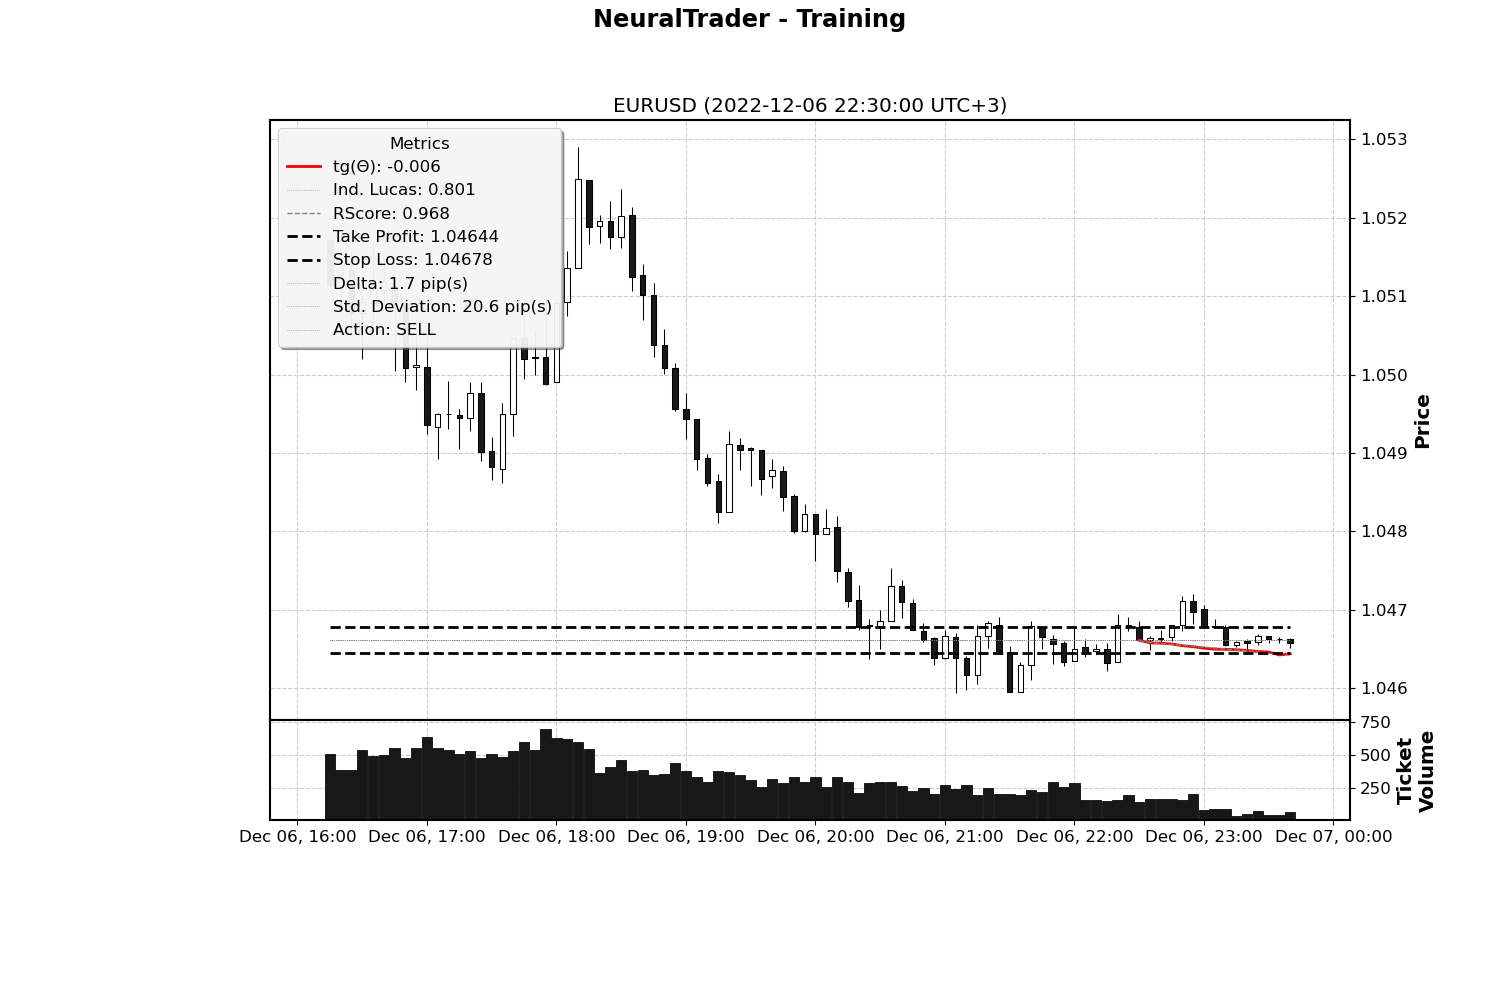 NeuralTrader - Training
EURUSD (2022-12-06 22:30:00 UTC+3)
Metrics
tg(Θ): -0.006
Ind. Lucas: 0.801
RScore: 0.968
Take Profit: 1.04644
Stop Loss: 1.04678
Delta: 1.7 pip(s)
Std. Deviation: 20.6 pip(s)
Action: SELL
1.053
1.052
1.051
1.050
1.049
1.048
1.047
1.046
Price
750
500
250
Ticket
Volume
Dec 06, 16:00 Dec 06, 17:00 Dec 06, 18:00 Dec 06, 19:00 Dec 06, 20:00 Dec 06, 21:00 Dec 06, 22:00 Dec 06, 23:00 Dec 07, 00:00